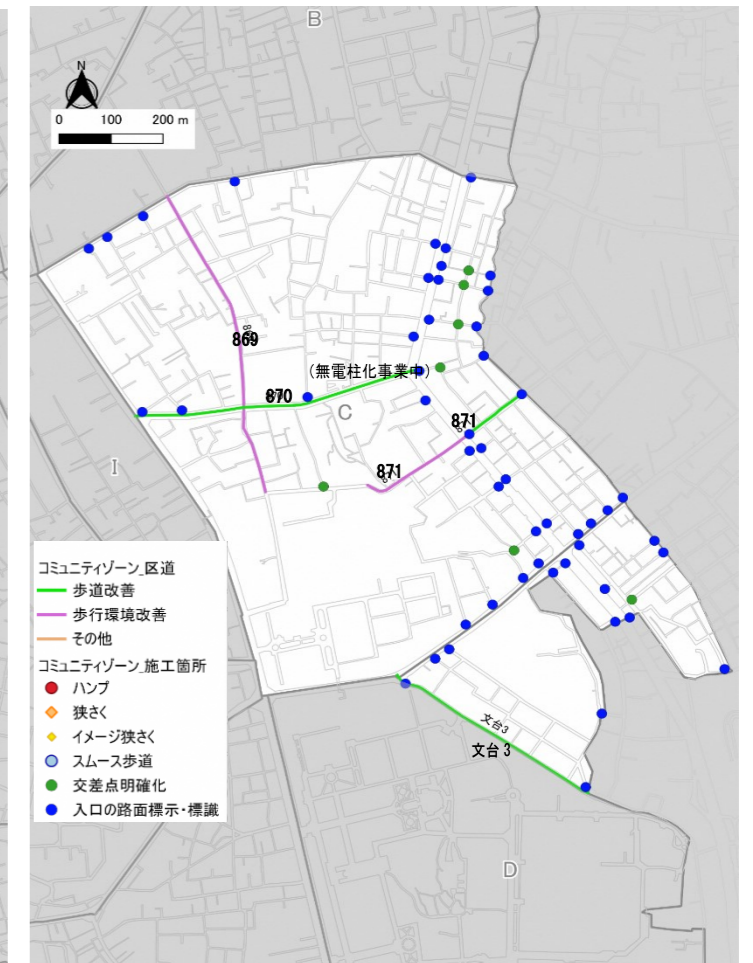 B
N
0 100 200 m
869
(無電柱化事業中)
870
C
871
871
I
コミュニティゾーン_区道
歩道改善
歩行環境改善
その他
コミュニティゾーン_施工箇所
ハンプ
狭さく
イメージ狭さく
スムース歩道
交差点明確化
入口の路面標示・標識
文台3
文台 3
D